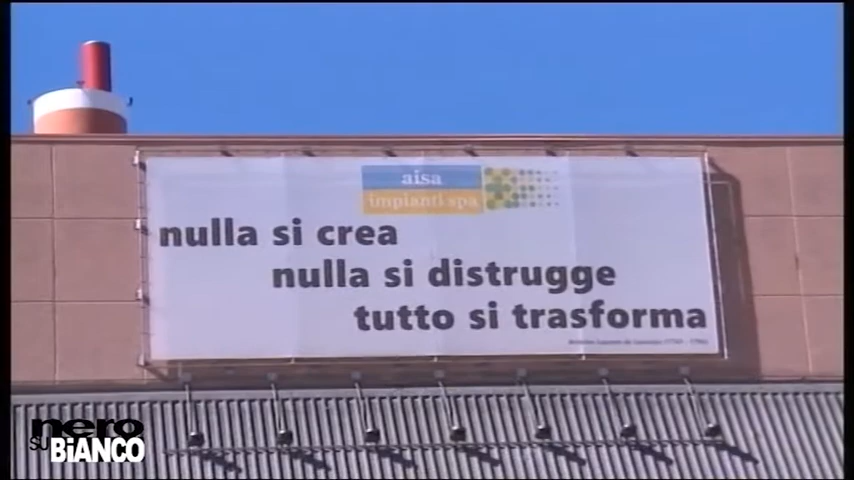 aisa
impianti spa
nulla si crea
nulla si distrugge
tutto si trasforma
nero
su
BiANCO